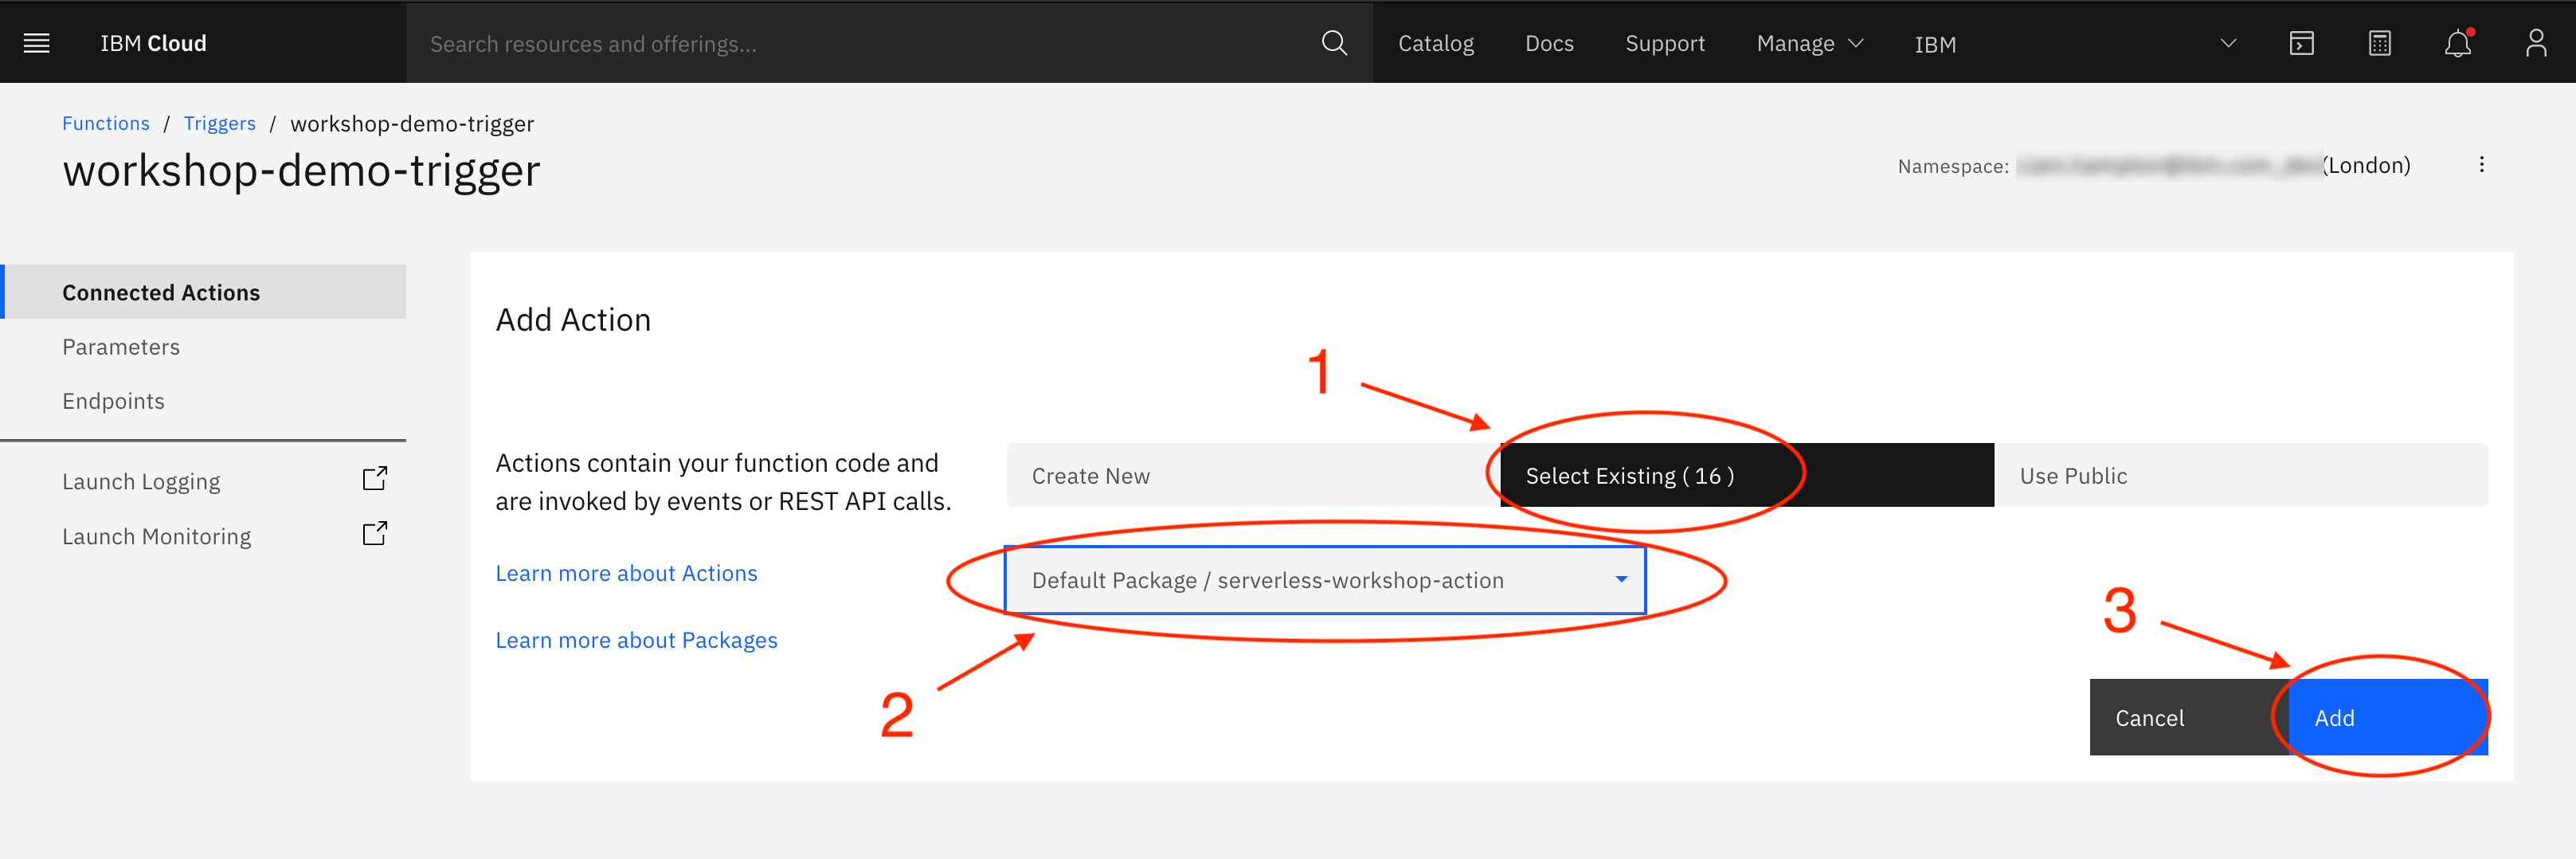 IBM Cloud
Search resources and offerings...
Catalog
Docs
Support
Manage
IBM
Functions / Triggers / workshop-demo-trigger
workshop-demo-trigger
Namespace: (London)
Connected Actions
Parameters
Endpoints
Launch Logging
Launch Monitoring
Add Action
1
Actions contain your function code and
are invoked by events or REST API calls.
Create New
Select Existing ( 16 )
Use Public
Learn more about Actions
Default Package / serverless-workshop-action
Learn more about Packages
2
3
Cancel
Add